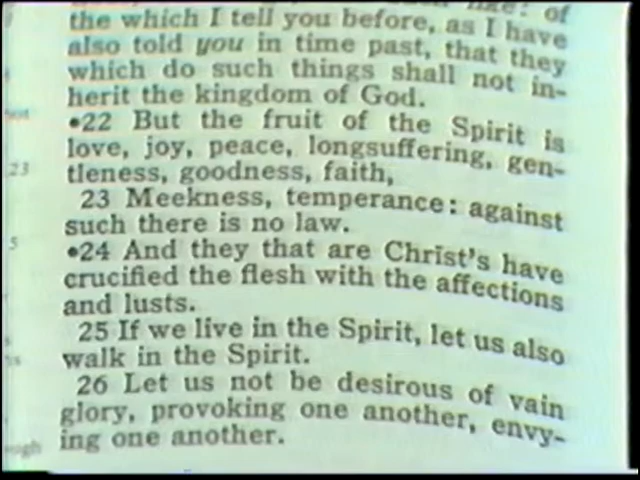 like: of
the which I tell you before, as I have
also told you in time past, that they
which do such things shall not in-
herit the kingdom of God.
•22 But the fruit of the Spirit is
love, joy, peace, longsuffering, gen-
tleness, goodness, faith,
23 Meekness, temperance: against
such there is no law.
•24 And they that are Christ's have
crucified the flesh with the affections
and lusts.
25 If we live in the Spirit, let us also
walk in the Spirit.
26 Let us not be desirous of vain
glory, provoking one another, envy-
ing one another.
23
5